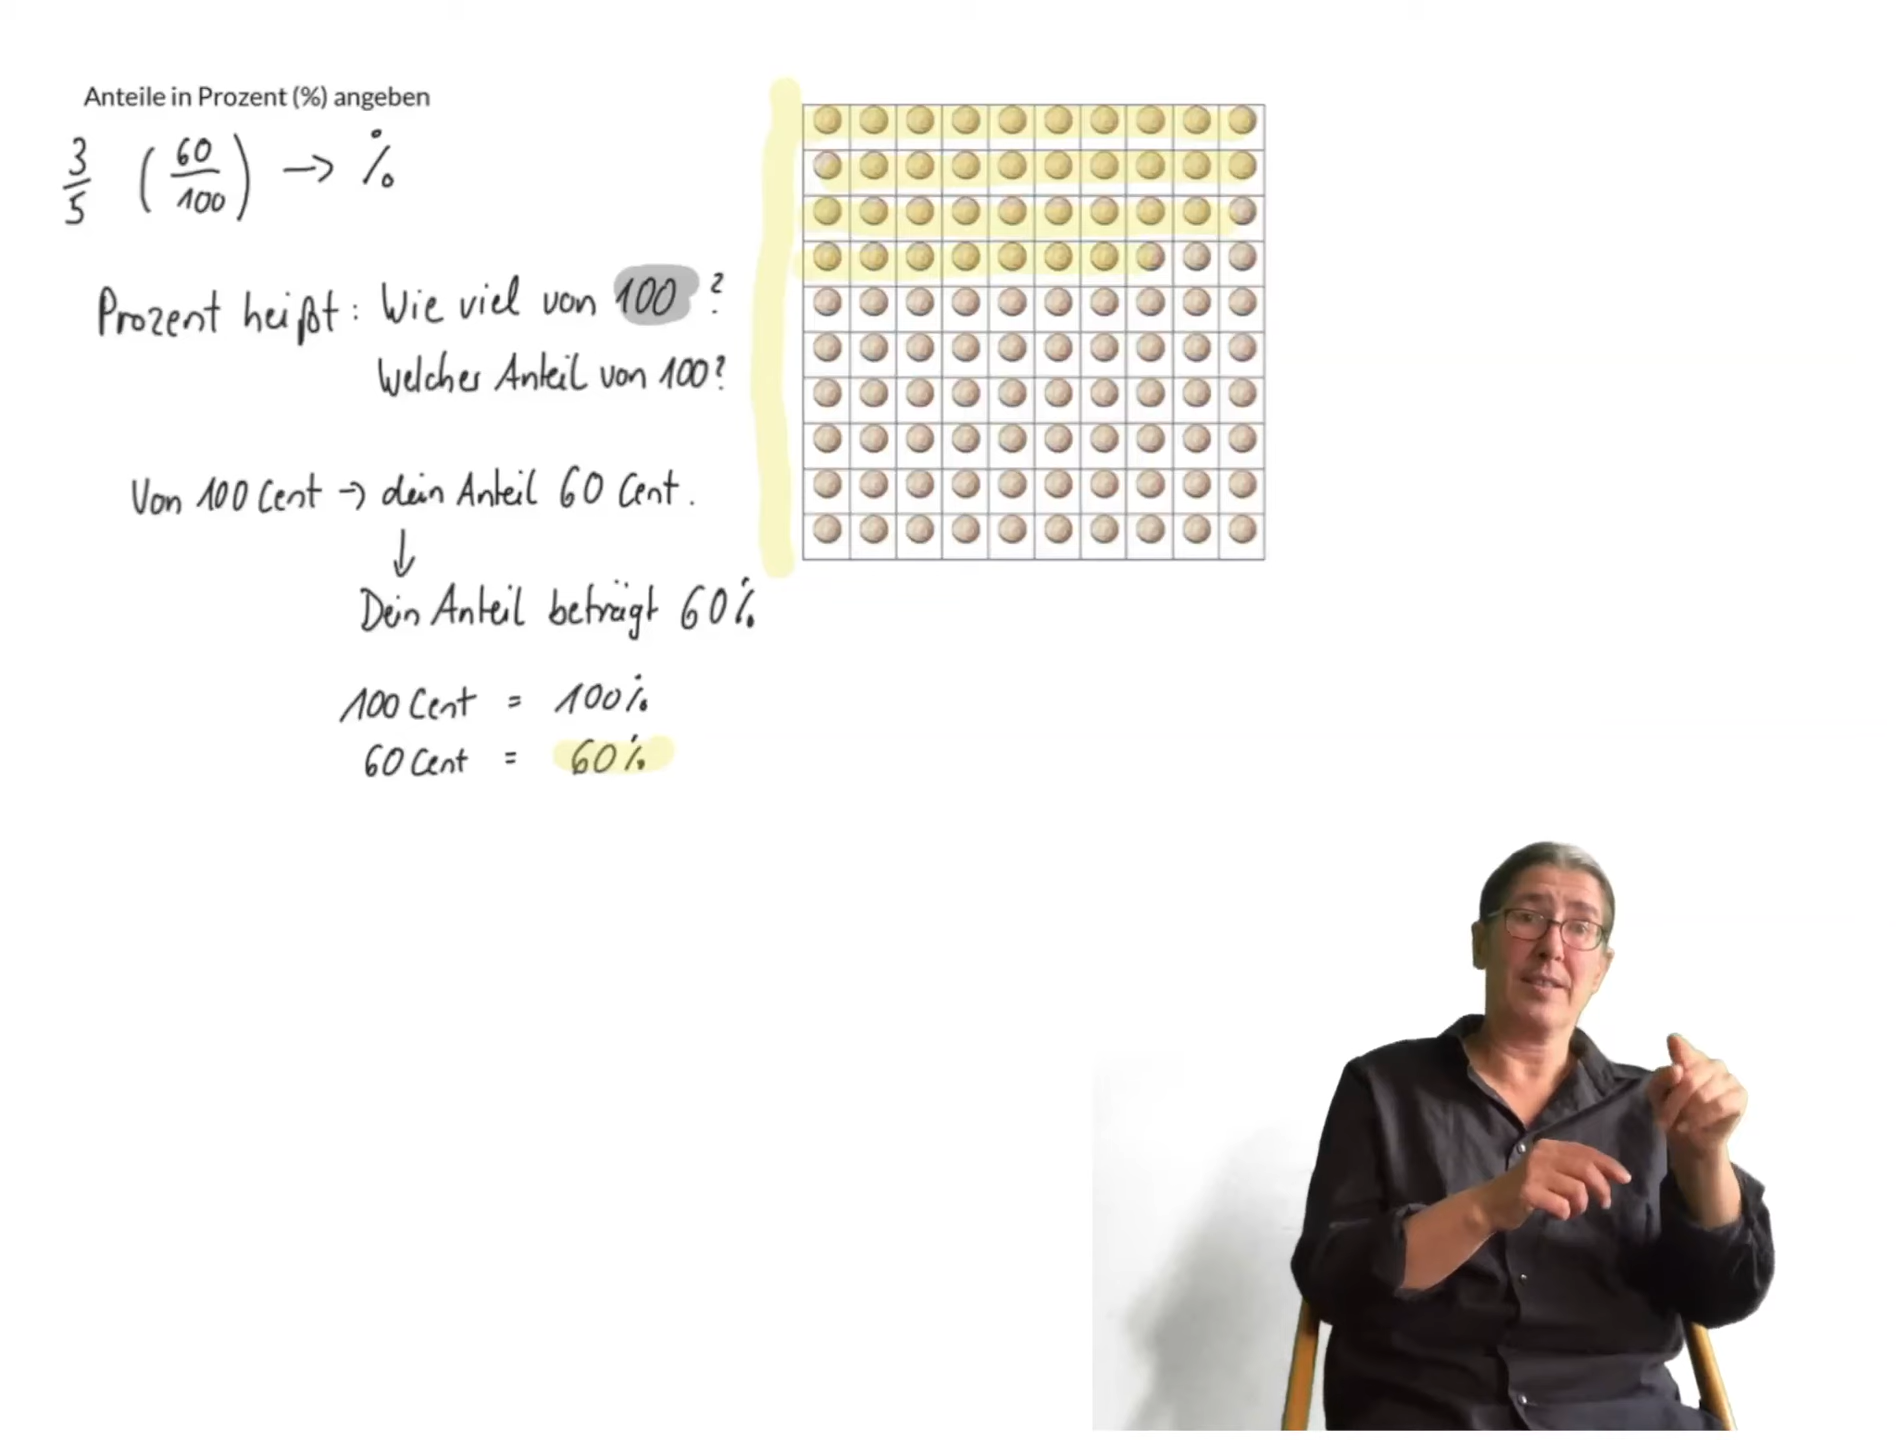 Anteile in Prozent (%) angeben
3/5 (60/100) → %
Prozent heißt: Wie viel von 100?
Welcher Anteil von 100?
Von 100 Cent → dein Anteil 60 Cent.
↓
Dein Anteil beträgt 60%
100 Cent = 100%
60 Cent = 60%